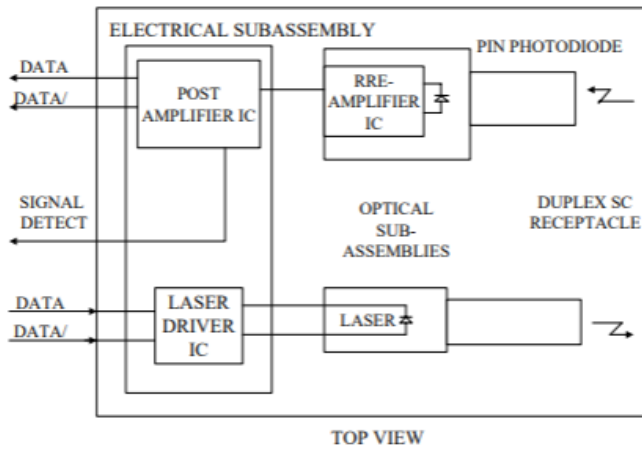 ELECTRICAL SUBASSEMBLY
PIN PHOTODIODE
DATA
DATA/
POST
AMPLIFIER IC
RRE-
AMPLIFIER
IC
SIGNAL
DETECT
OPTICAL
SUB-
ASSEMBLIES
DUPLEX SC
RECEPTACLE
DATA
DATA/
LASER
DRIVER
IC
LASER
TOP VIEW